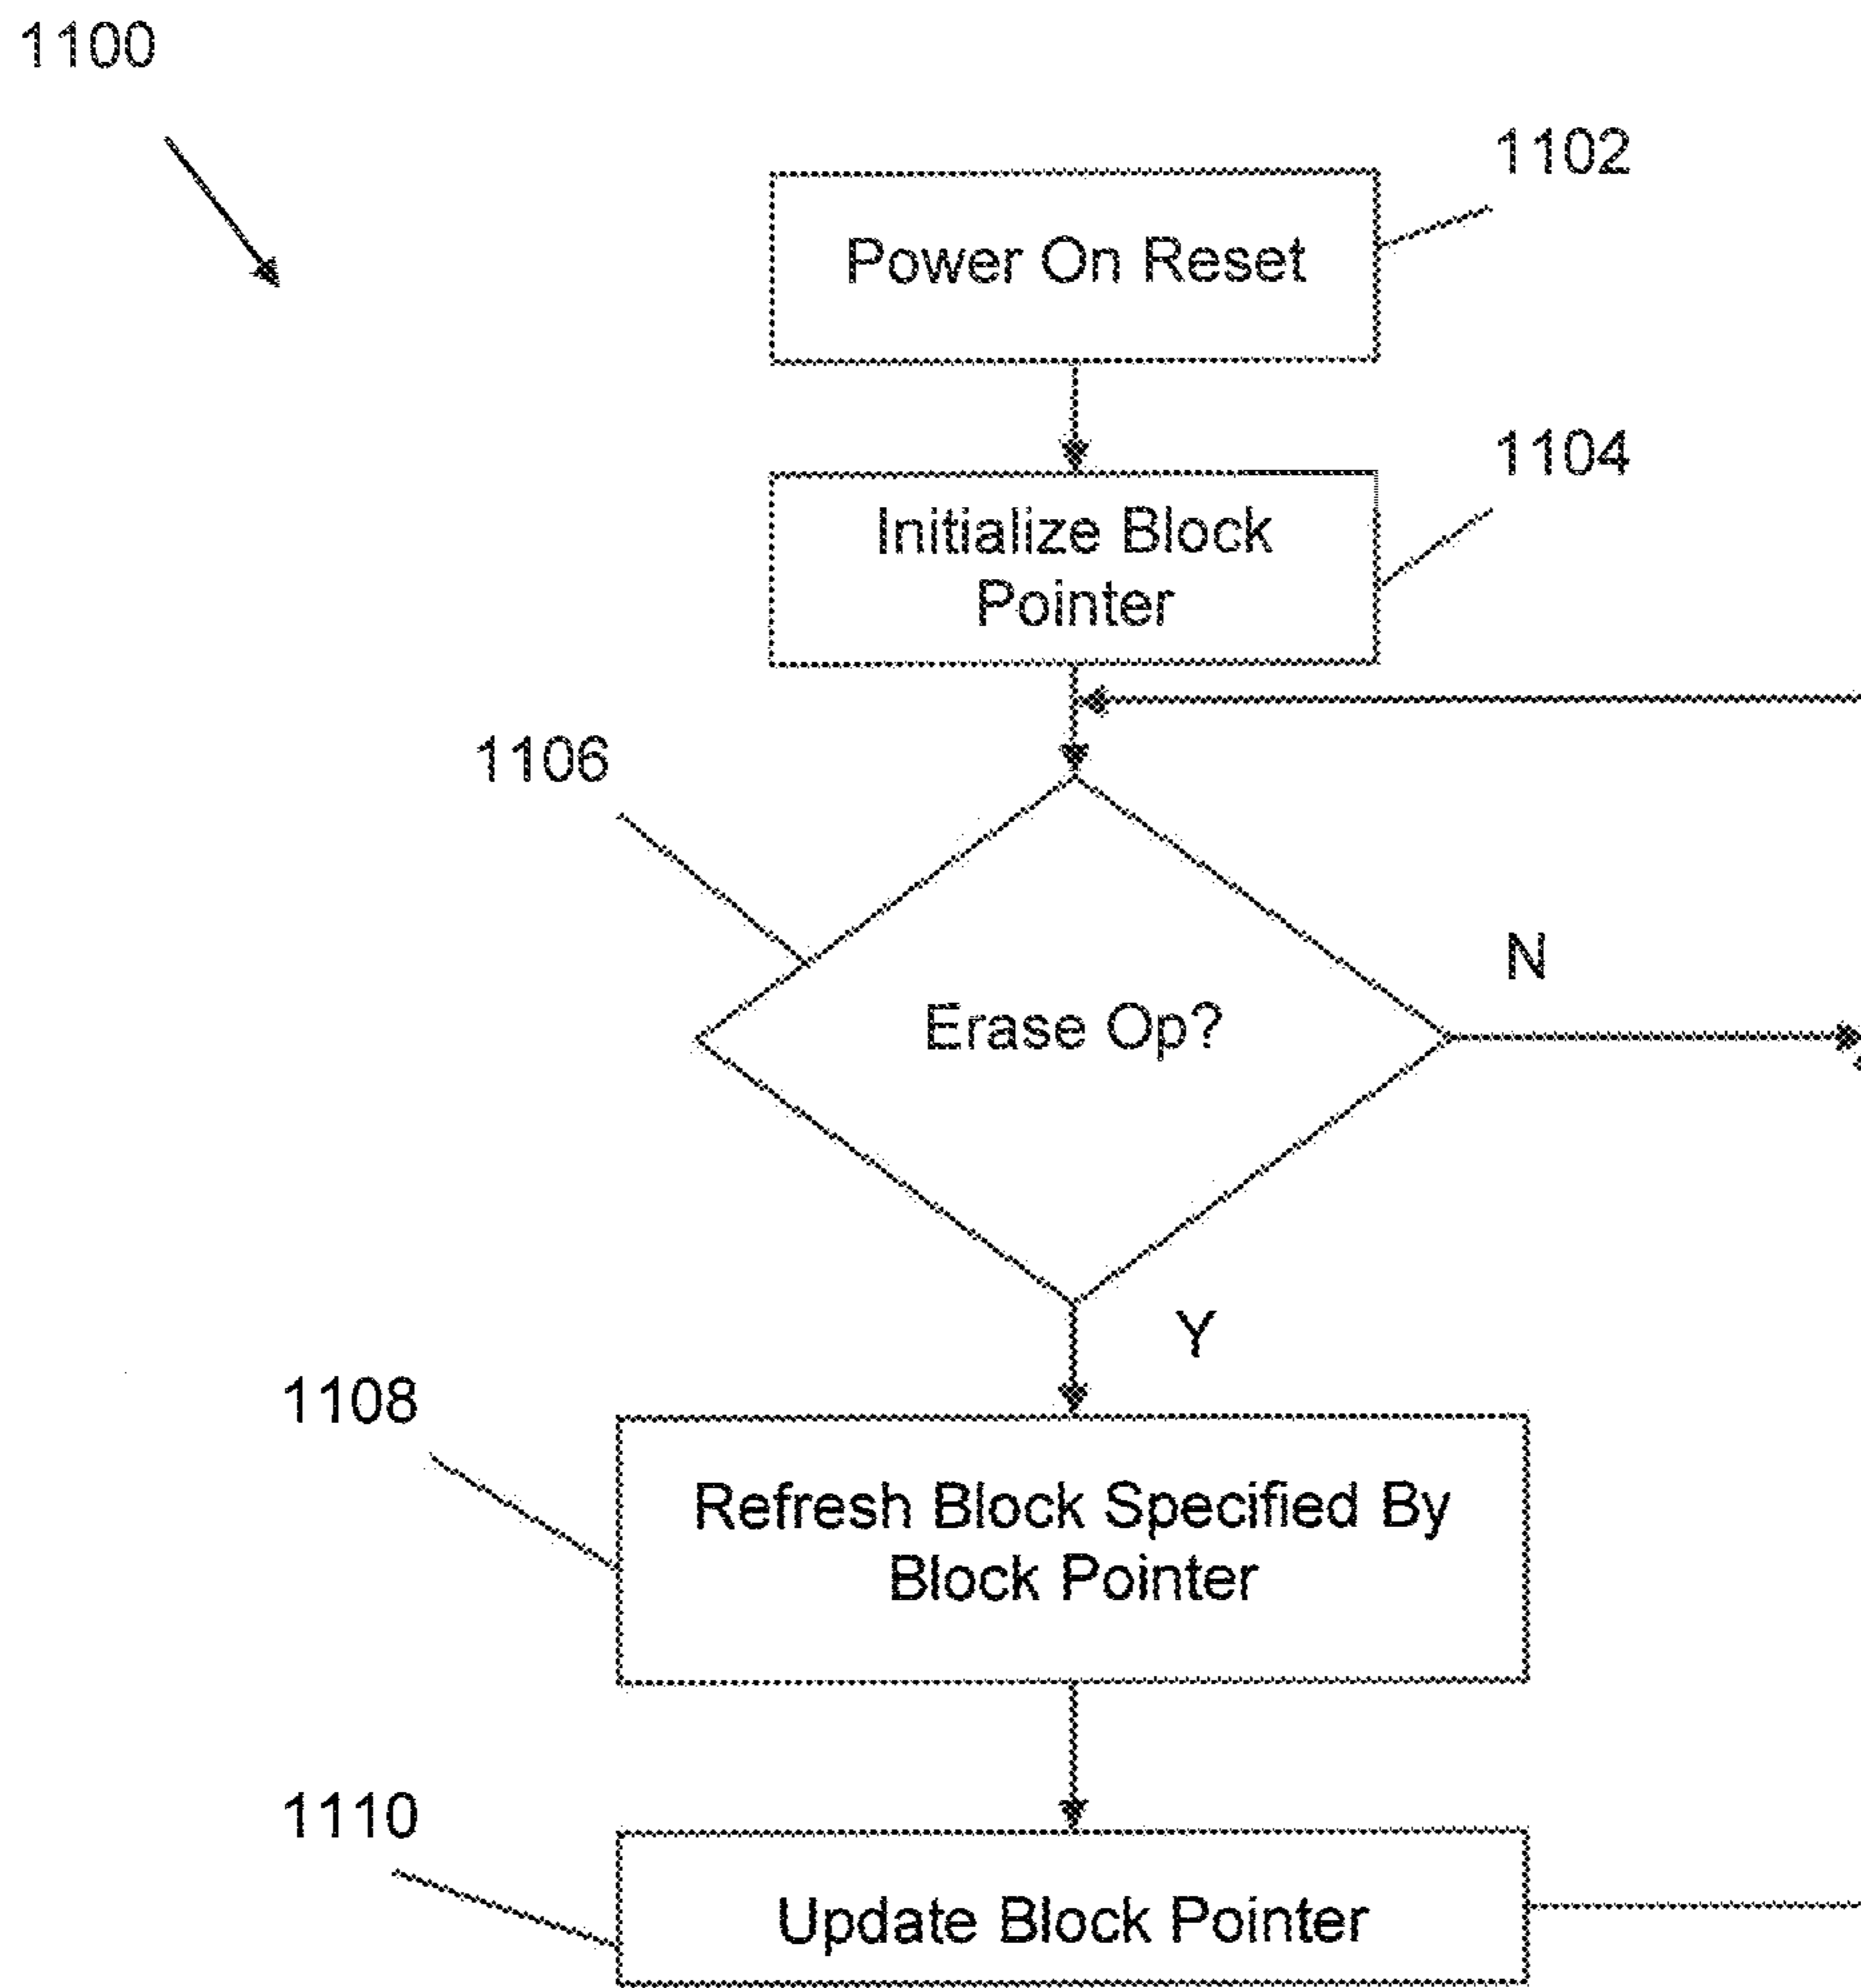 1100
1102
Power On Reset
1104
Initialize Block
Pointer
1106
N
Erase Op?
Y
1108
Refresh Block Specified By
Block Pointer
1110
Update Block Pointer